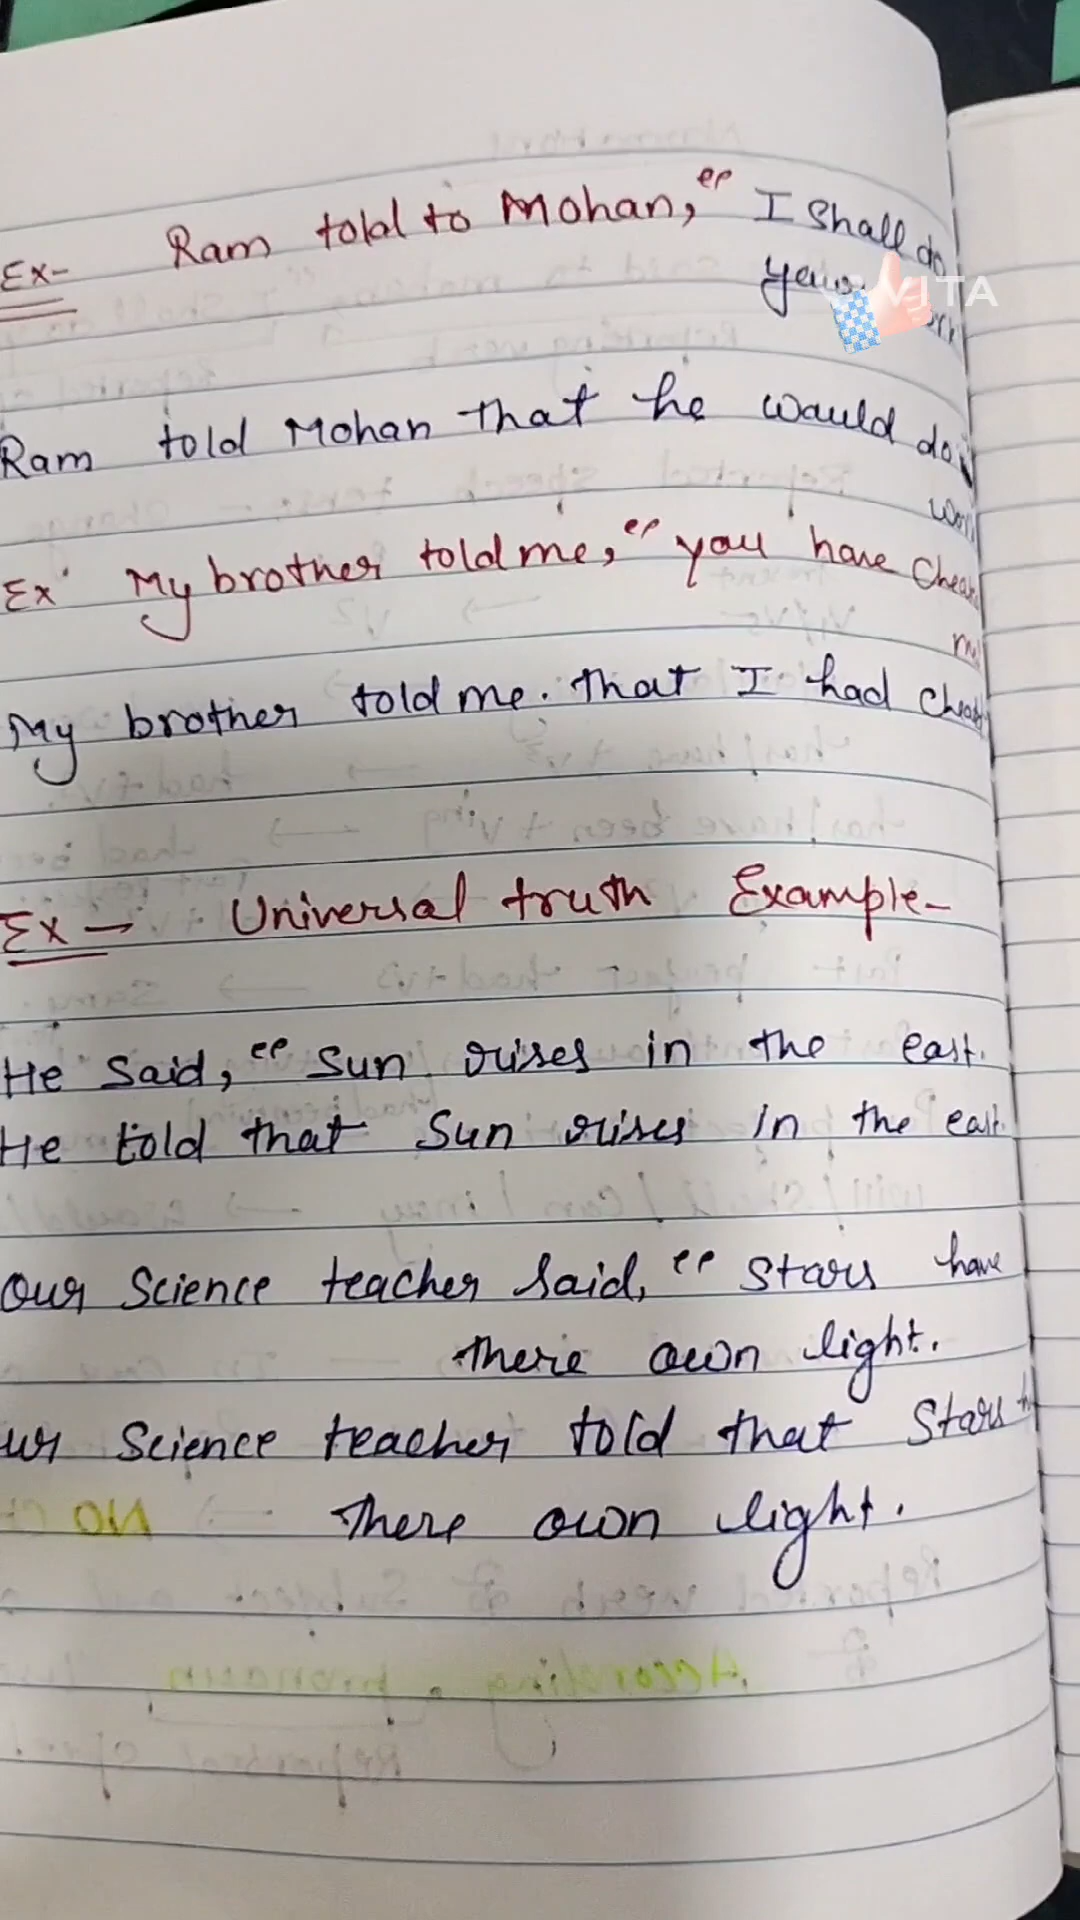 Ex- Ram told to Mohan, " I shall do
your
VITA
Ram told Mohan that he would do
Ex My brother told me, " you have
My brother told me. that I had
Ex - Universal truth Example-
He said, " Sun rises in the east.
He told that Sun rises in the east.
Our Science teacher said, " Stars have
there own light.
Science teacher told that Stars
there own light.